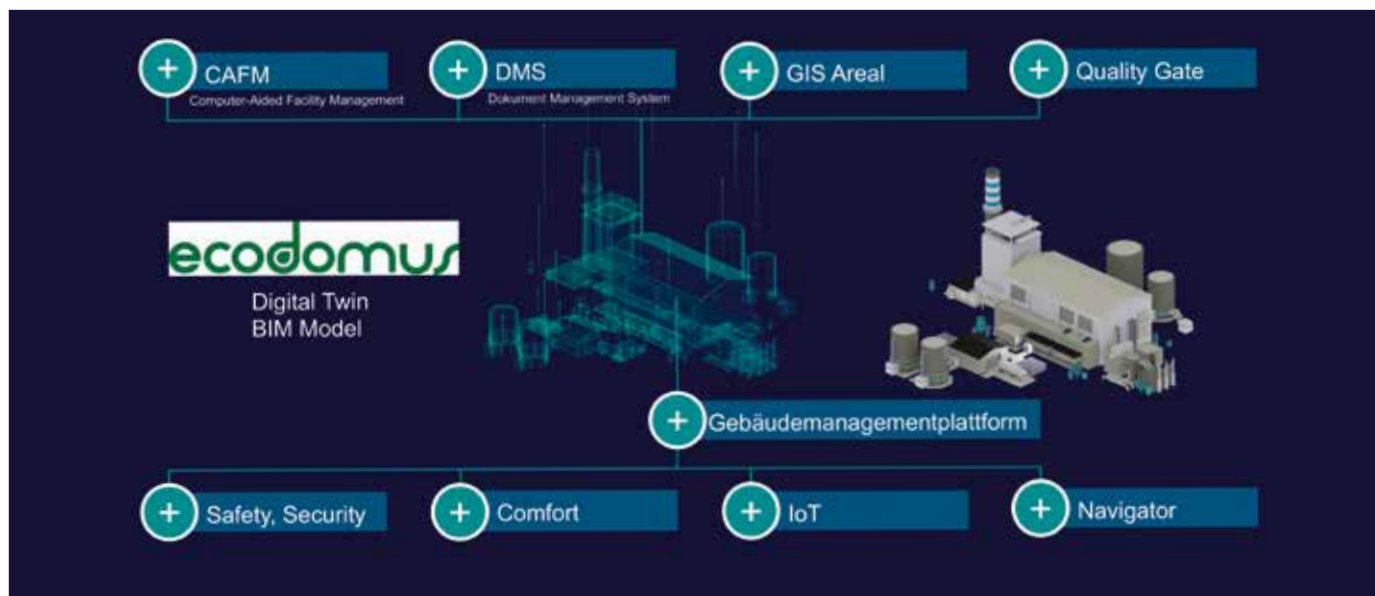 CAFM
Computer-Aided Facility Management
DMS
Dokument Management System
GIS Areal
Quality Gate
ecodomus
Digital Twin
BIM Model
Gebäudemanagementplattform
Safety, Security
Comfort
IoT
Navigator